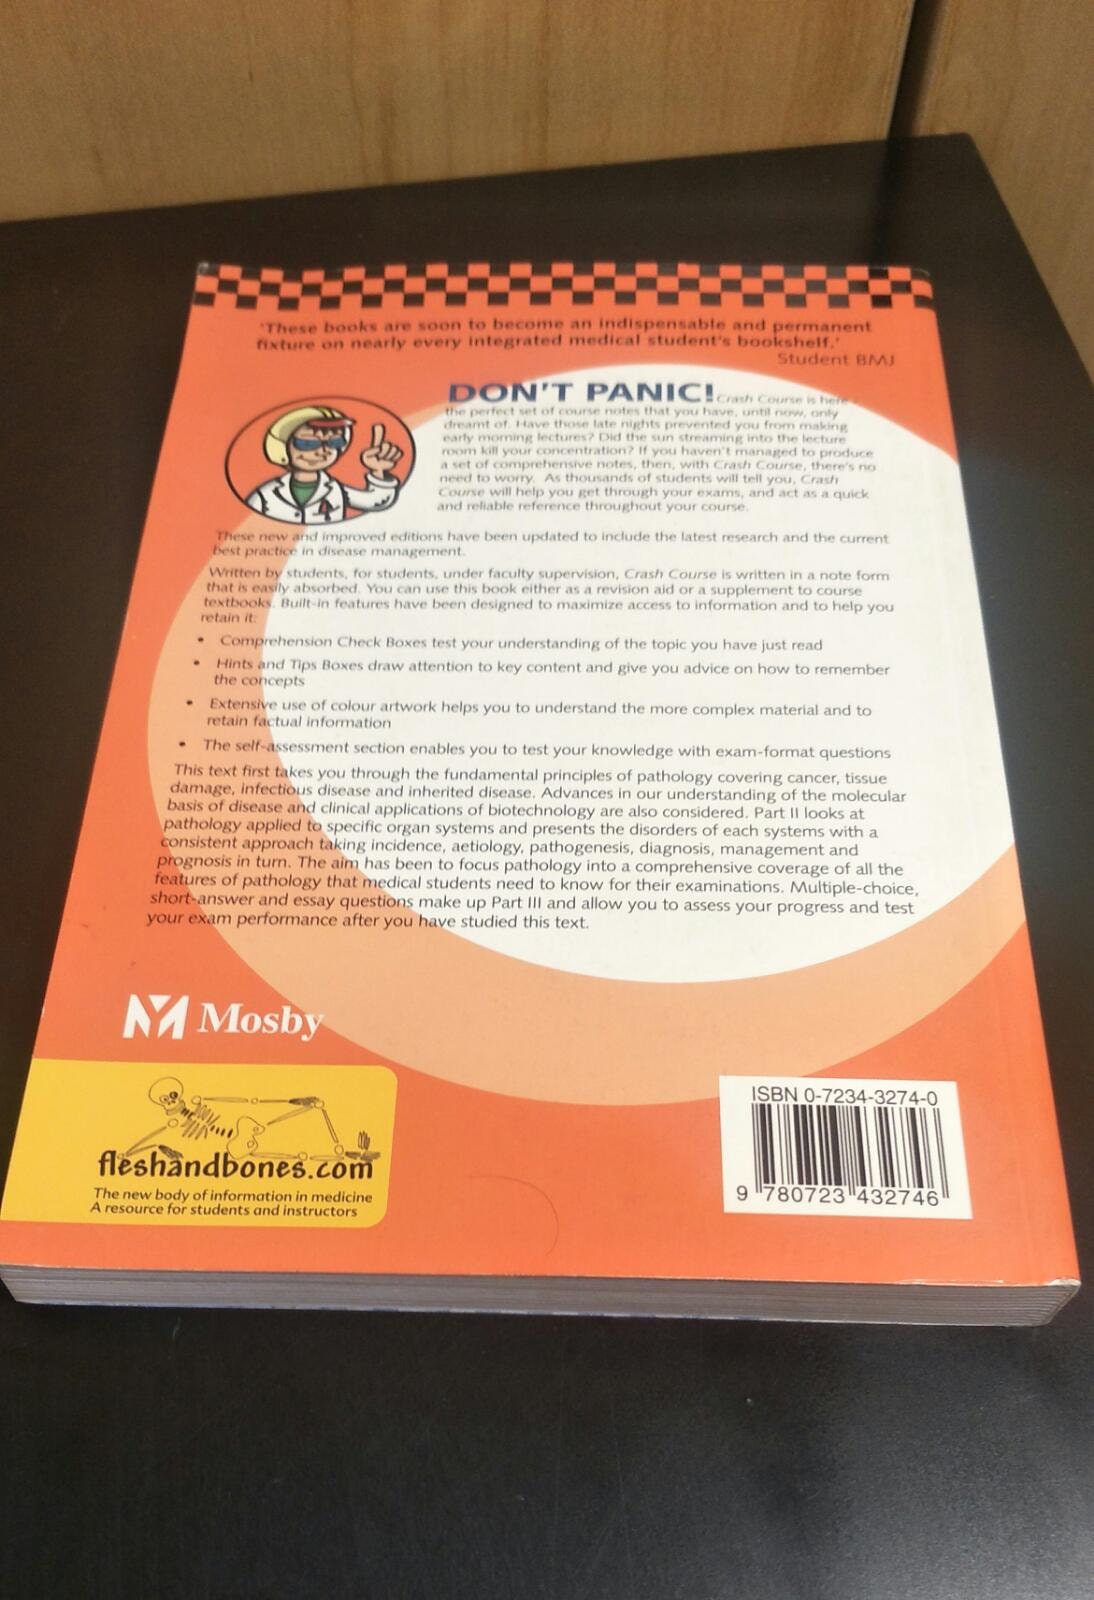 'These books are soon to become an indispensable and permanent
fixture on nearly every integrated medical student's bookshelf.'
Student BMJ
DON'T PANIC! Crash Course is here –
the perfect set of course notes that you have, until now, only
dreamt of. Have those late nights prevented you from making
early morning lectures? Did the sun streaming into the lecture
room kill your concentration? If you haven't managed to produce
a set of comprehensive notes, then, with Crash Course, there's no
need to worry. As thousands of students will tell you, Crash
Course will help you get through your exams, and act as a quick
and reliable reference throughout your course.
These new and improved editions have been updated to include the latest research and the current
best practice in disease management.
Written by students, for students, under faculty supervision, Crash Course is written in a note form
that is easily absorbed. You can use this book either as a revision aid or a supplement to course
textbooks. Built-in features have been designed to maximize access to information and to help you
retain it:
• Comprehension Check Boxes test your understanding of the topic you have just read
• Hints and Tips Boxes draw attention to key content and give you advice on how to remember
the concepts
• Extensive use of colour artwork helps you to understand the more complex material and to
retain factual information
• The self-assessment section enables you to test your knowledge with exam-format questions
This text first takes you through the fundamental principles of pathology covering cancer, tissue
damage, infectious disease and inherited disease. Advances in our understanding of the molecular
basis of disease and clinical applications of biotechnology are also considered. Part II looks at
pathology applied to specific organ systems and presents the disorders of each systems with a
consistent approach taking incidence, aetiology, pathogenesis, diagnosis, management and
prognosis in turn. The aim has been to focus pathology into a comprehensive coverage of all the
features of pathology that medical students need to know for their examinations. Multiple-choice,
short-answer and essay questions make up Part III and allow you to assess your progress and test
your exam performance after you have studied this text.
Mosby
fleshandbones.com
The new body of information in medicine
A resource for students and instructors
ISBN 0-7234-3274-0
9 780723 432746